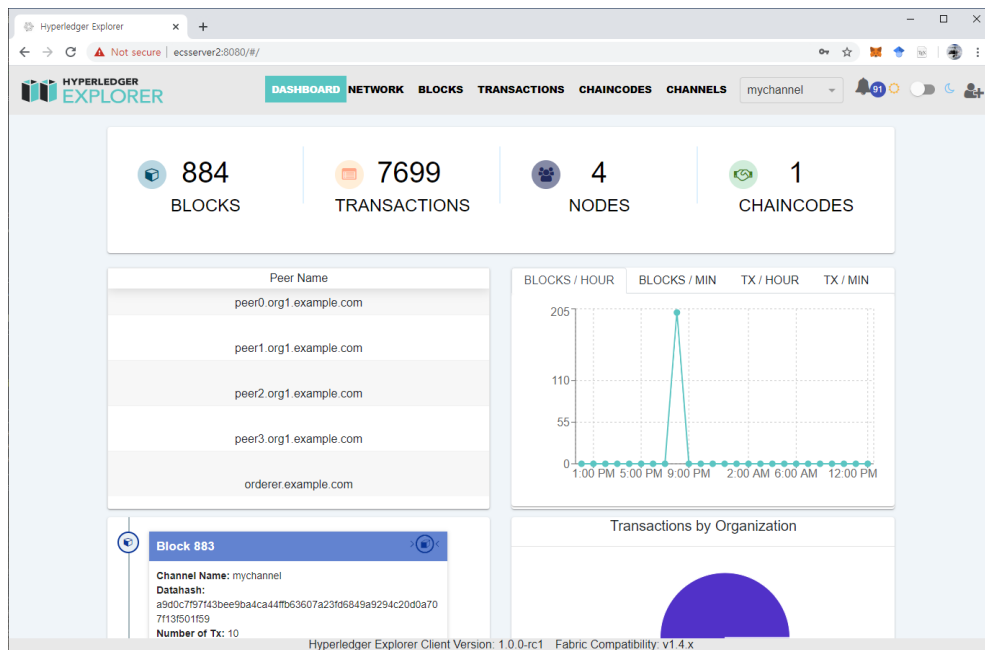 Hyperledger Explorer
Not secure | ecsserver2:8080/#/
HYPERLEDGER
EXPLORER
DASHBOARD NETWORK BLOCKS TRANSACTIONS CHAINCODES CHANNELS mychannel 91
884 7699 4 1
BLOCKS TRANSACTIONS NODES CHAINCODES
Peer Name
peer0.org1.example.com
peer1.org1.example.com
peer2.org1.example.com
peer3.org1.example.com
orderer.example.com
BLOCKS / HOUR BLOCKS / MIN TX / HOUR TX / MIN
205
110
55
0
1:00 PM 5:00 PM 9:00 PM 2:00 AM 6:00 AM 12:00 PM
Block 883
Channel Name: mychannel
Datahash:
a9d0c7f97f43bee9ba4ca44ffb63607a23fd6849a9294c20d0a70
7f13f501f59
Number of Tx: 10
Transactions by Organization
Hyperledger Explorer Client Version: 1.0.0-rc1 Fabric Compatibility: v1.4.x